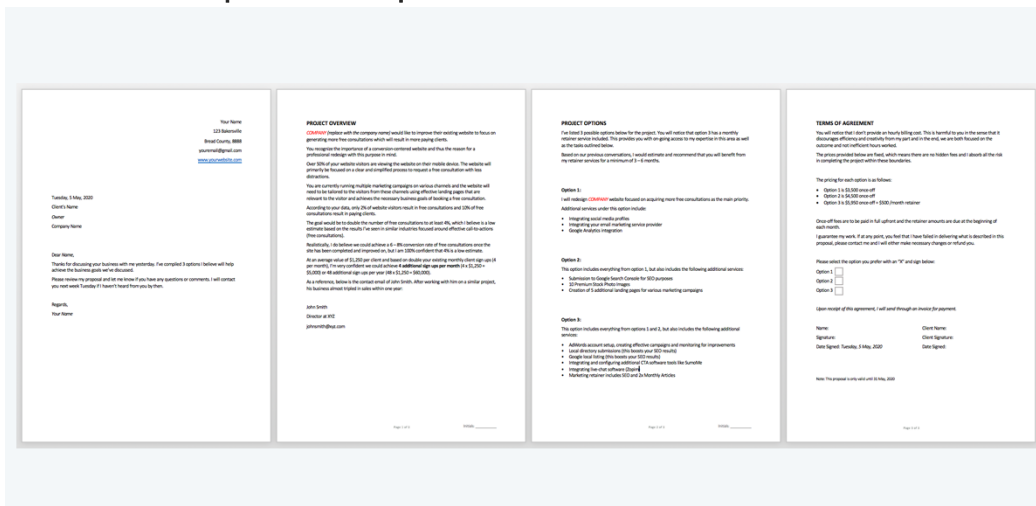 Your Name
123 Bakersville
Bread County, 8888
youremail@gmail.com
www.yourwebsite.com
Tuesday, 5 May, 2020
Client's Name
Owner
Company Name
Dear Name,
Thanks for discussing your business with me yesterday. I've compiled 3 options I believe will help
achieve the business goals we've discussed.
Please review my proposal and let me know if you have any questions or comments. I will contact
you next week Tuesday if I haven't heard from you by then.
Regards,
Your Name
PROJECT OVERVIEW
COMPANY (replace with the company name) would like to improve their existing website to focus on
generating more free consultations which will result in more paying clients.
You recognize the importance of a conversion-centered website and thus the reason for a
professional redesign with this purpose in mind.
Over 50% of your website visitors are viewing the website on their mobile device. The website will
primarily be focused on a clear and simplified process to request a free consultation with less
distractions.
You are currently running multiple marketing campaigns on various channels and the website will
need to be tailored to the visitors from these channels using effective landing pages that are
relevant to the visitor and achieves the necessary business goals of booking a free consultation.
According to your data, only 2% of website visitors result in free consultations and 10% of free
consultations result in paying clients.
The goal would be to double the number of free consultations to at least 4%, which I believe is a low
estimate based on the results I've seen in similar industries focused around effective call-to-actions
(free consultations).
Realistically, I do believe we could achieve a 6 – 8% conversion rate of free consultations once the
site has been completed and improved on, but I am 100% confident that 4% is a low-estimate.
At an average value of $1,250 per client and based on double your existing monthly client sign ups (4
per month), I'm very confident we could achieve 4 additional sign ups per month (4 x $1,250 =
$5,000) or 48 additional sign ups per year (48 x $1,250 = $60,000).
As a reference, below is the contact email of John Smith. After working with him on a similar project,
his business almost tripled in sales within one year:
John Smith
Director at XYZ
johnsmith@xyz.com
PROJECT OPTIONS
I've listed 3 possible options below for the project. You will notice that option 3 has a monthly
retainer service included. This provides you with on-going access to my expertise in this area as well
as the tasks outlined below.
Based on our previous conversations, I would estimate and recommend that you will benefit from
my retainer services for a minimum of 3 – 6 months.
Option 1:
I will redesign COMPANY website focused on acquiring more free consultations as the main priority.
Additional services under this option include:
• Integrating social media profiles
• Integrating your email marketing service provider
• Google Analytics integration
Option 2:
This option includes everything from option 1, but also includes the following additional services:
• Submission to Google Search Console for SEO purposes
• 10 Premium Stock Photo Images
• Creation of 5 additional landing pages for various marketing campaigns
Option 3:
This option includes everything from options 1 and 2, but also includes the following additional
services:
• AdWords account setup, creating effective campaigns and monitoring for improvements
• Local directory submissions (this boosts your SEO results)
• Google local listing (this boosts your SEO results)
• Integrating and configuring additional CTA software tools like SumoMe
• Integrating live-chat software (Zopim)
• Marketing retainer includes SEO and 2x Monthly Articles
TERMS OF AGREEMENT
You will notice that I don't provide an hourly billing cost. This is harmful to you in the sense that it
discourages efficiency and creativity from my part and in the end, we are both focused on the
outcome and not inefficient hours worked.
The prices provided below are fixed, which means there are no hidden fees and I absorb all the risk
in completing the project within these boundaries.
The pricing for each option is as follows:
• Option 1 is $3,500 once off
• Option 2 is $4,500 once off
• Option 3 is $5,950 once off + $500 /month retainer
Once-off fees are to be paid in full upfront and the retainer amounts are due at the beginning of
each month.
I guarantee my work. If at any point, you feel that I have failed in delivering what is described in this
proposal, please contact me and I will either make necessary changes or refund you.
Please select the option you prefer with an "X" and sign below:
Option 1
Option 2
Option 3
Upon receipt of this agreement, I will send through an invoice for payment.
Name: Client Name:
Signature: Client Signature:
Date Signed: Tuesday, 5 May, 2020 Date Signed:
Note: This proposal is only valid until 15 May, 2020